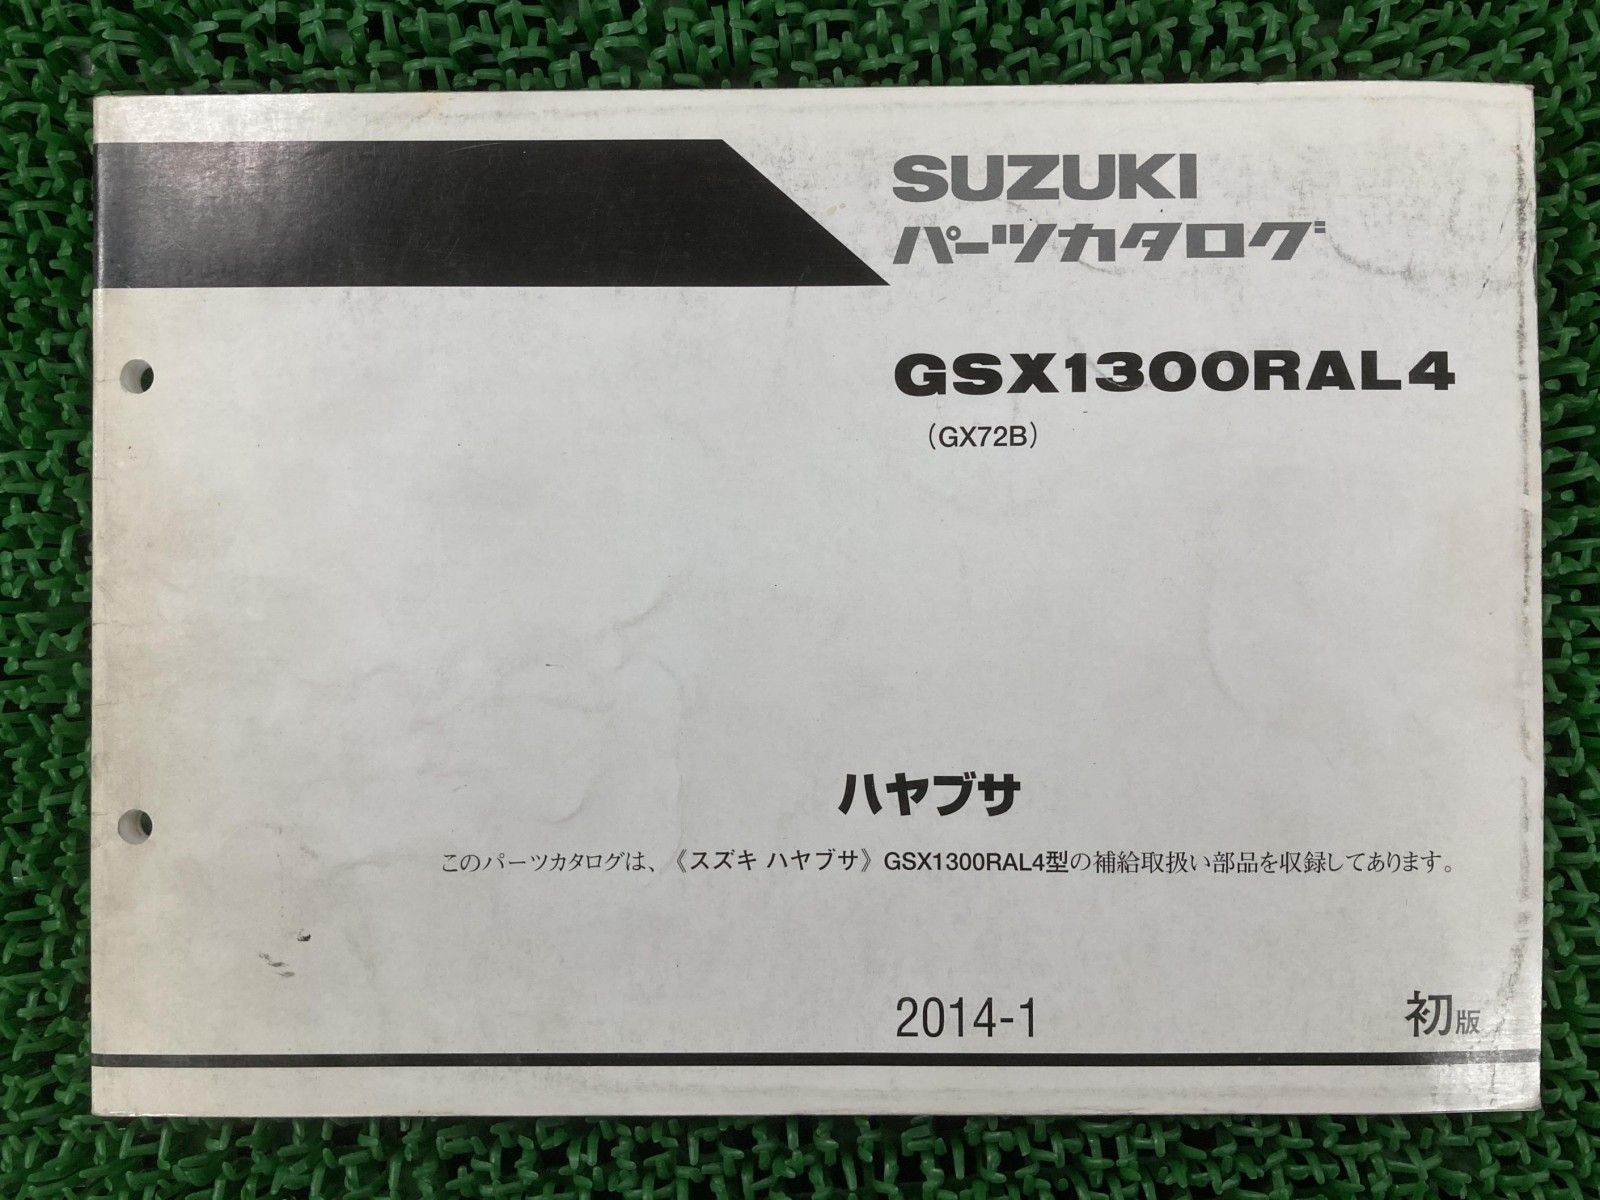 SUZUKI
パーツカタログ
GSX1300RAL4
(GX72B)
ハヤブサ
このパーツカタログは、《スズキ ハヤブサ》GSX1300RAL4型の補給取扱い部品を収録してあります。
2014-1 初版